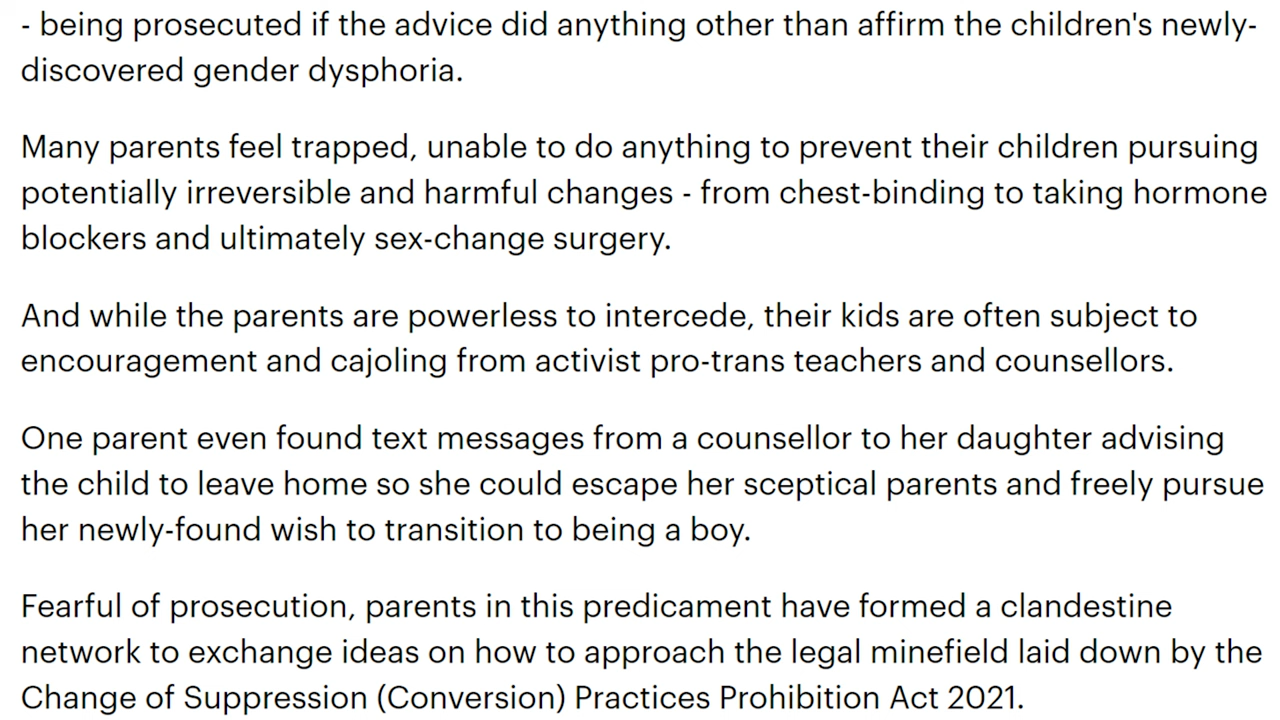 - being prosecuted if the advice did anything other than affirm the children's newly-
discovered gender dysphoria.
Many parents feel trapped, unable to do anything to prevent their children pursuing
potentially irreversible and harmful changes - from chest-binding to taking hormone
blockers and ultimately sex-change surgery.
And while the parents are powerless to intercede, their kids are often subject to
encouragement and cajoling from activist pro-trans teachers and counsellors.
One parent even found text messages from a counsellor to her daughter advising
the child to leave home so she could escape her sceptical parents and freely pursue
her newly-found wish to transition to being a boy.
Fearful of prosecution, parents in this predicament have formed a clandestine
network to exchange ideas on how to approach the legal minefield laid down by the
Change of Suppression (Conversion) Practices Prohibition Act 2021.